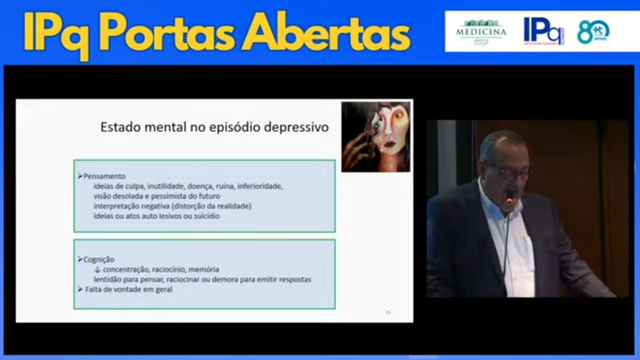 IPq Portas Abertas
MEDICINA
USP
IPq
80
anos
Estado mental no episódio depressivo
➢Pensamento
ideias de culpa, inutilidade, doença, ruína, inferioridade,
visão desolada e pessimista do futuro
interpretação negativa (distorção da realidade)
ideias ou atos auto lesivos ou suicídio
➢Cognição
↓ concentração, raciocínio, memória
lentidão para pensar, raciocinar ou demora para emitir respostas
➢ Falta de vontade em geral